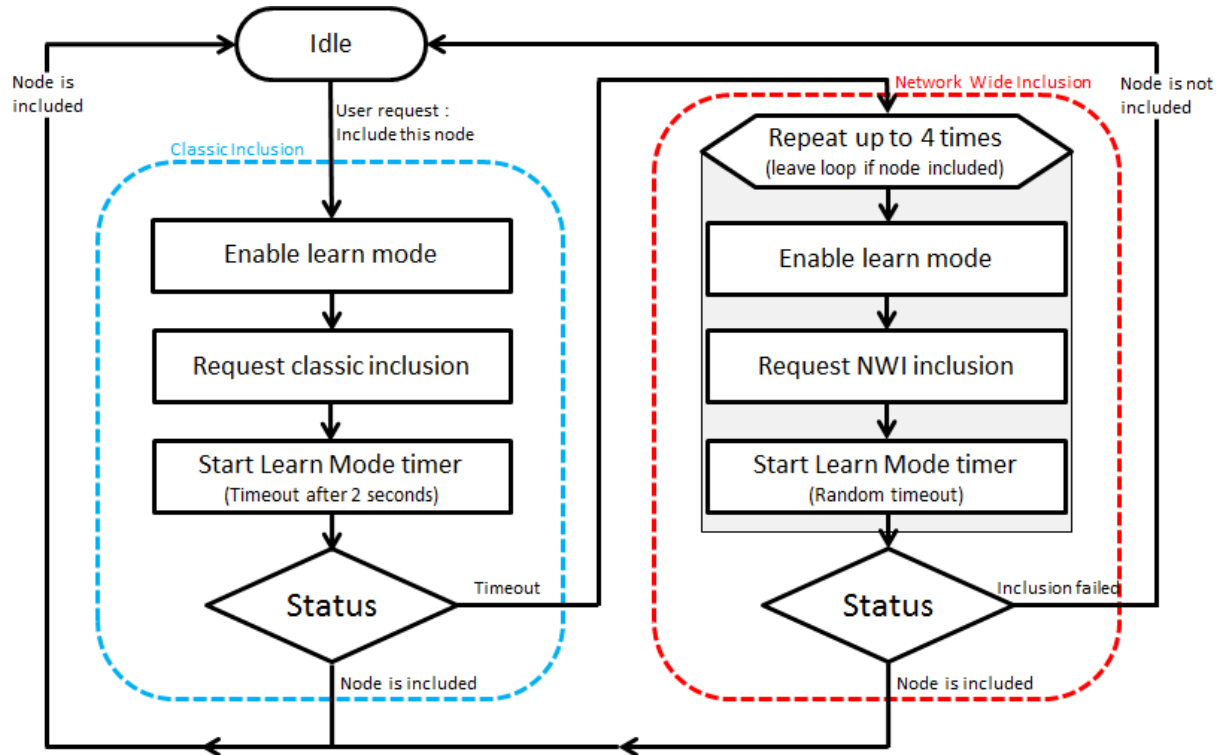 Idle
Node is
included
User request :
Include this node
Classic Inclusion
Enable learn mode
Request classic inclusion
Start Learn Mode timer
(Timeout after 2 seconds)
Status
Timeout
Node is included
Network Wide Inclusion
Node is not
included
Repeat up to 4 times
(leave loop if node included)
Enable learn mode
Request NWI inclusion
Start Learn Mode timer
(Random timeout)
Status
Inclusion failed
Node is included